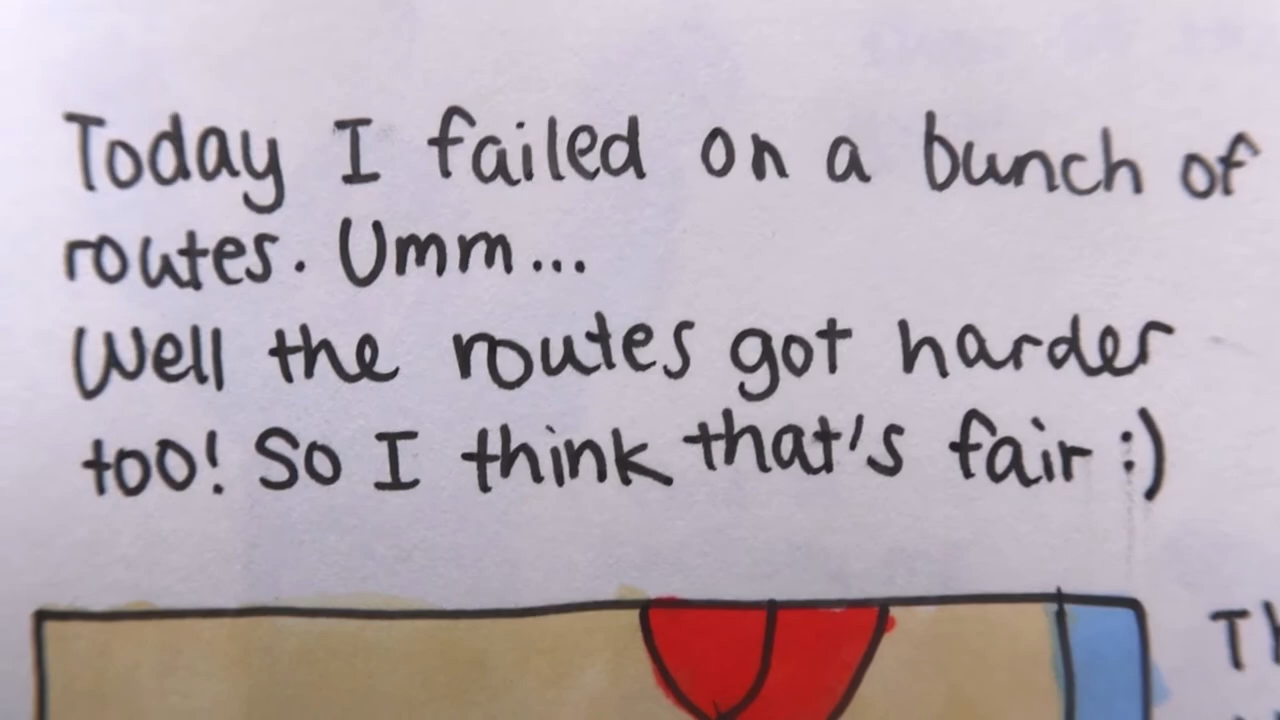 Today I failed on a bunch of
routes. Umm...
Well the routes got harder
too! So I think that's fair :)